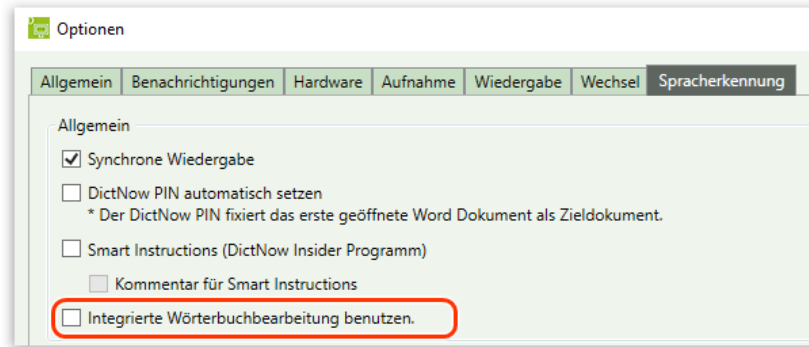 Optionen
Allgemein Benachrichtigungen Hardware Aufnahme Wiedergabe Wechsel Spracherkennung
Allgemein
Synchrone Wiedergabe
DictNow PIN automatisch setzen
* Der DictNow PIN fixiert das erste geöffnete Word Dokument als Zieldokument.
Smart Instructions (DictNow Insider Programm)
Kommentar für Smart Instructions
Integrierte Wörterbuchbearbeitung benutzen.